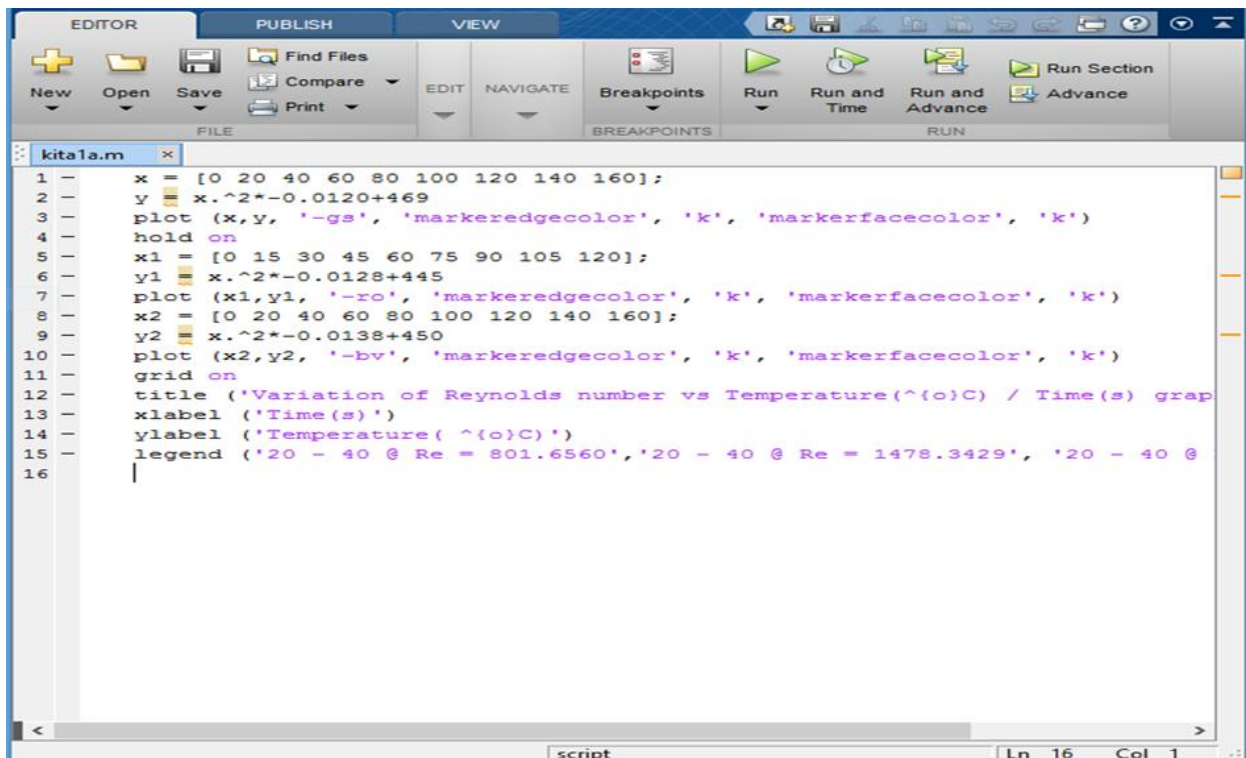 EDITOR PUBLISH VIEW
New Open Save Find Files Compare Print
EDIT NAVIGATE Breakpoints Run Run and Time Run and Advance Run Section Advance
FILE BREAKPOINTS RUN
kita1a.m
1 x = [0 20 40 60 80 100 120 140 160];
2 y = x.^2*-0.0120+469
3 plot (x,y, '-gs', 'markeredgecolor', 'k', 'markerfacecolor', 'k')
4 hold on
5 x1 = [0 15 30 45 60 75 90 105 120];
6 y1 = x.^2*-0.0128+445
7 plot (x1,y1, '-ro', 'markeredgecolor', 'k', 'markerfacecolor', 'k')
8 x2 = [0 20 40 60 80 100 120 140 160];
9 y2 = x.^2*-0.0138+450
10 plot (x2,y2, '-bv', 'markeredgecolor', 'k', 'markerfacecolor', 'k')
11 grid on
12 title ('Variation of Reynolds number vs Temperature(^{o}C) / Time(s) grap
13 xlabel ('Time(s)')
14 ylabel ('Temperature( ^{o}C)')
15 legend ('20 - 40 @ Re = 801.6560','20 - 40 @ Re = 1478.3429', '20 - 40 @
16
script Ln 16 Col 1